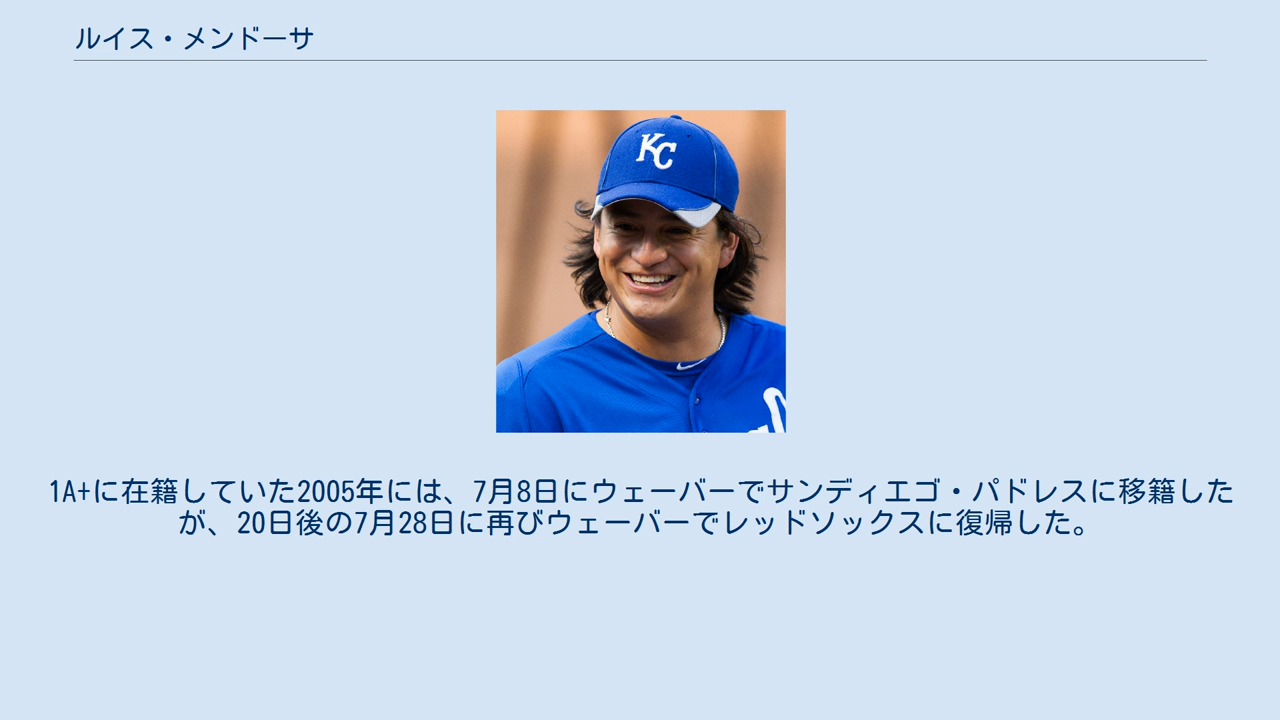 ルイス・メンドーサ
KC
1A+に在籍していた2005年には、7月8日にウェーバーでサンディエゴ・パドレスに移籍した
が、20日後の7月28日に再びウェーバーでレッドソックスに復帰した。